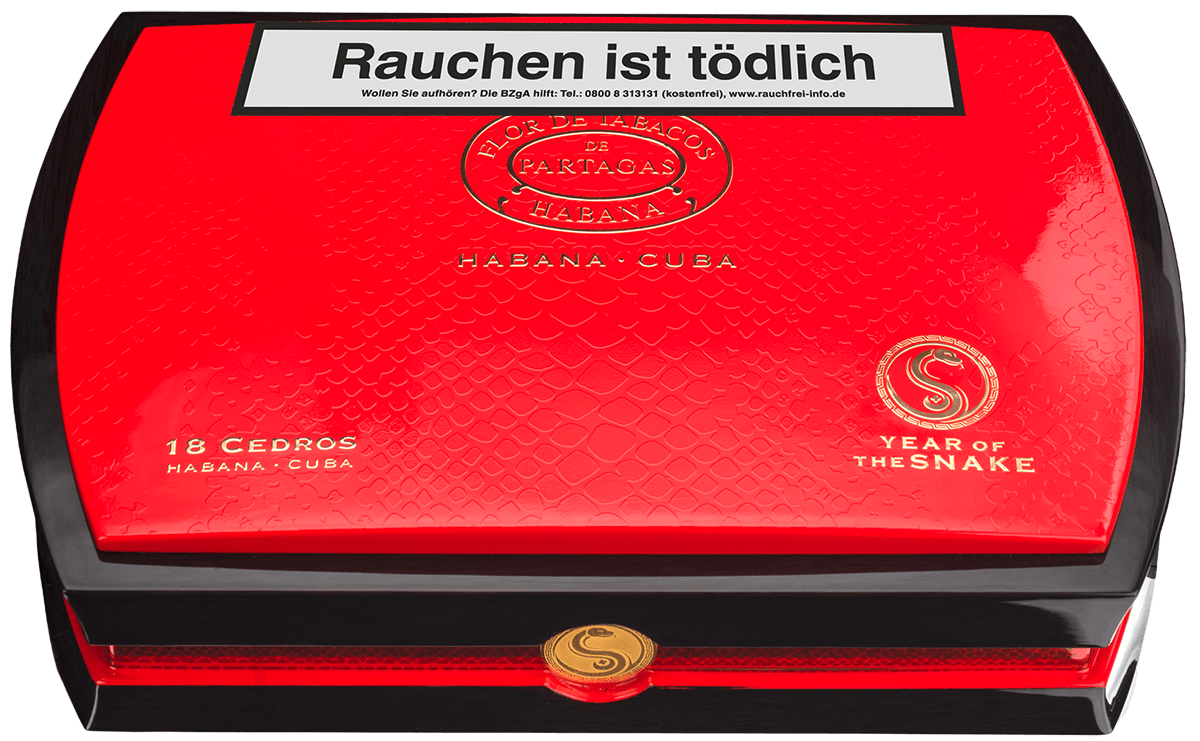 Rauchen ist tödlich
Wollen Sie aufhören? Die BZgA hilft: Tel.: 0800 8 313131 (kostenfrei), www.rauchfrei-info.de
FLOR DE TABACOS
DE
PARTAGAS
HABANA
HABANA · CUBA
18 CEDROS
HABANA · CUBA
YEAR OF
THE SNAKE